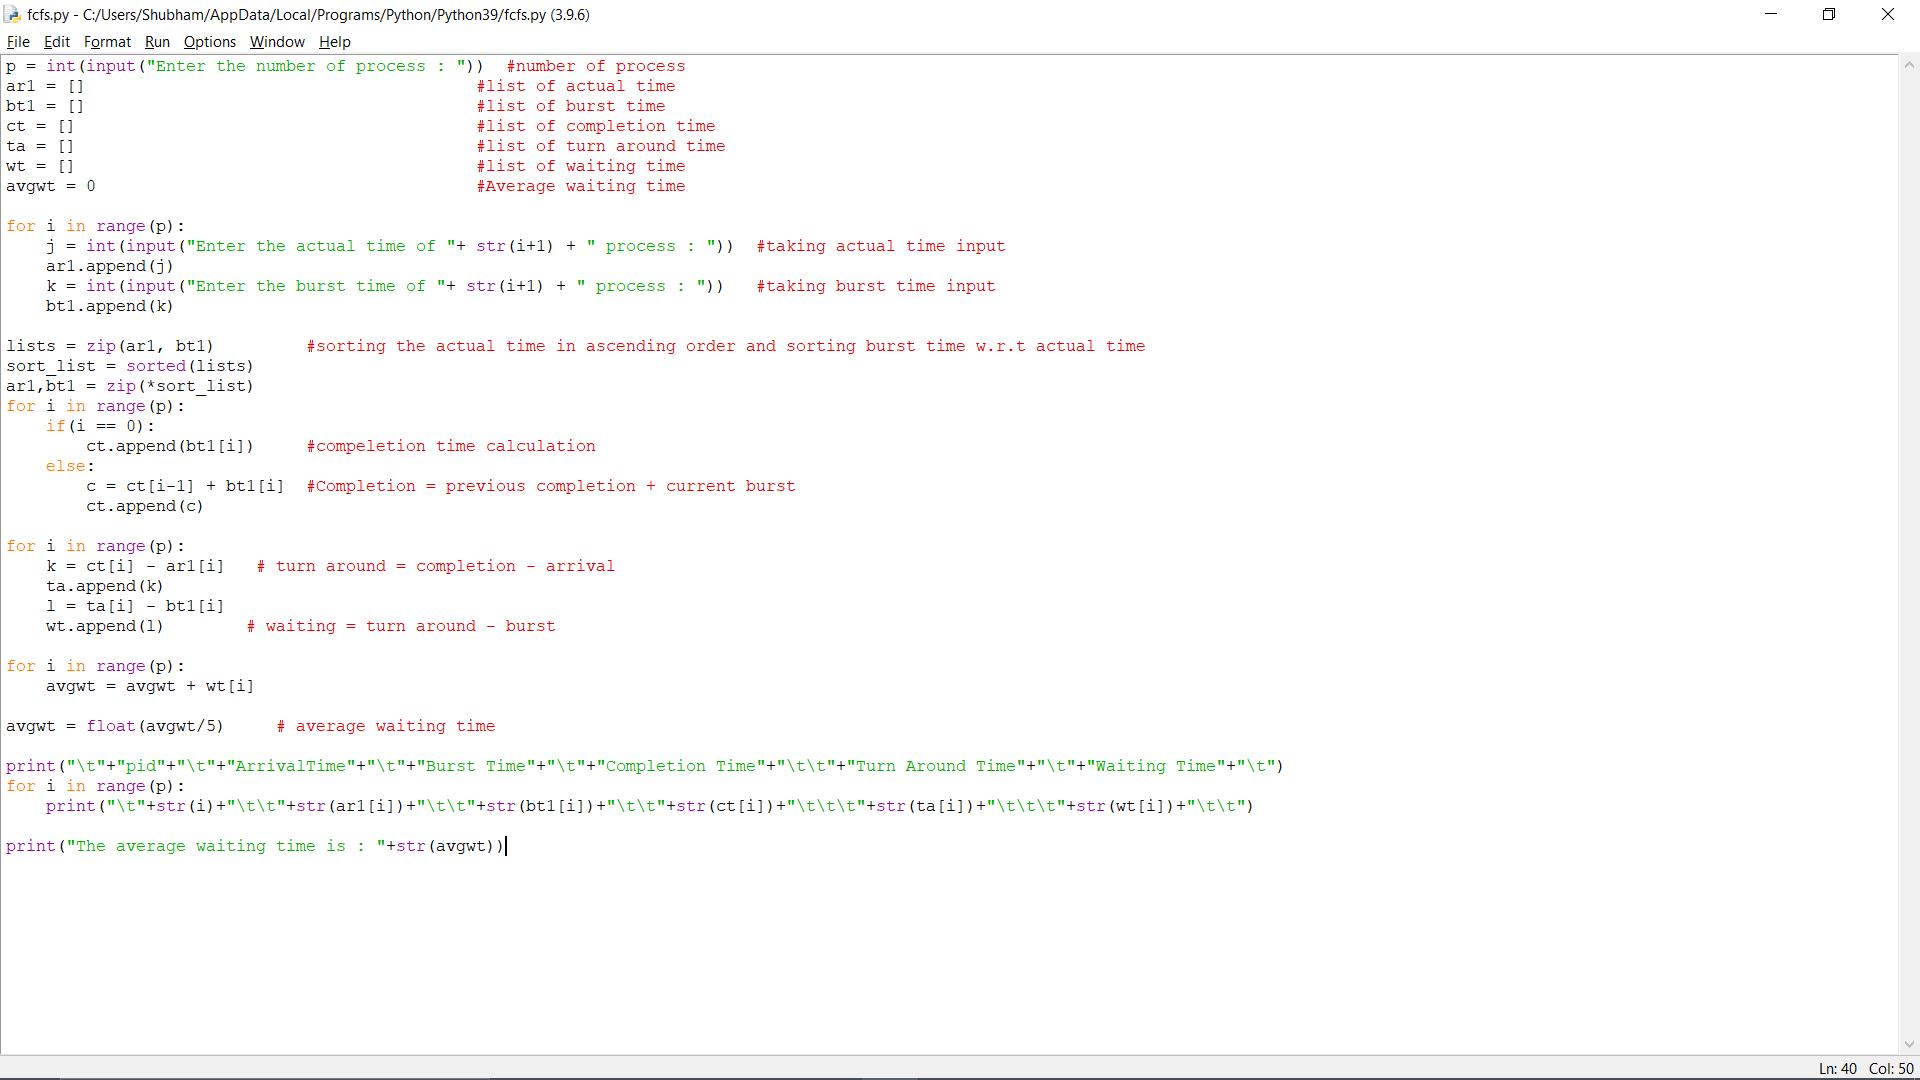 fcfs.py - C:/Users/Shubham/AppData/Local/Programs/Python/Python39/fcfs.py (3.9.6)
File Edit Format Run Options Window Help
p = int(input("Enter the number of process : "))  #number of process
ar1 = []                                       #list of actual time
bt1 = []                                       #list of burst time
ct = []                                        #list of completion time
ta = []                                        #list of turn around time
wt = []                                        #list of waiting time
avgwt = 0                                      #Average waiting time
for i in range(p):
    j = int(input("Enter the actual time of "+ str(i+1) + " process : "))  #taking actual time input
    ar1.append(j)
    k = int(input("Enter the burst time of "+ str(i+1) + " process : "))   #taking burst time input
    bt1.append(k)
lists = zip(ar1, bt1)         #sorting the actual time in ascending order and sorting burst time w.r.t actual time
sort_list = sorted(lists)
ar1,bt1 = zip(*sort_list)
for i in range(p):
    if(i == 0):
        ct.append(bt1[i])     #compeletion time calculation
    else:
        c = ct[i-1] + bt1[i]  #Completion = previous completion + current burst
        ct.append(c)
for i in range(p):
    k = ct[i] - ar1[i]   # turn around = completion - arrival
    ta.append(k)
    l = ta[i] - bt1[i]
    wt.append(l)        # waiting = turn around - burst
for i in range(p):
    avgwt = avgwt + wt[i]
avgwt = float(avgwt/5)     # average waiting time
print("\t"+"pid"+"\t"+"ArrivalTime"+"\t"+"Burst Time"+"\t"+"Completion Time"+"\t\t"+"Turn Around Time"+"\t"+"Waiting Time"+"\t")
for i in range(p):
    print("\t"+str(i)+"\t\t"+str(ar1[i])+"\t\t"+str(bt1[i])+"\t\t"+str(ct[i])+"\t\t\t"+str(ta[i])+"\t\t\t"+str(wt[i])+"\t\t")
print("The average waiting time is : "+str(avgwt))
Ln: 40 Col: 50